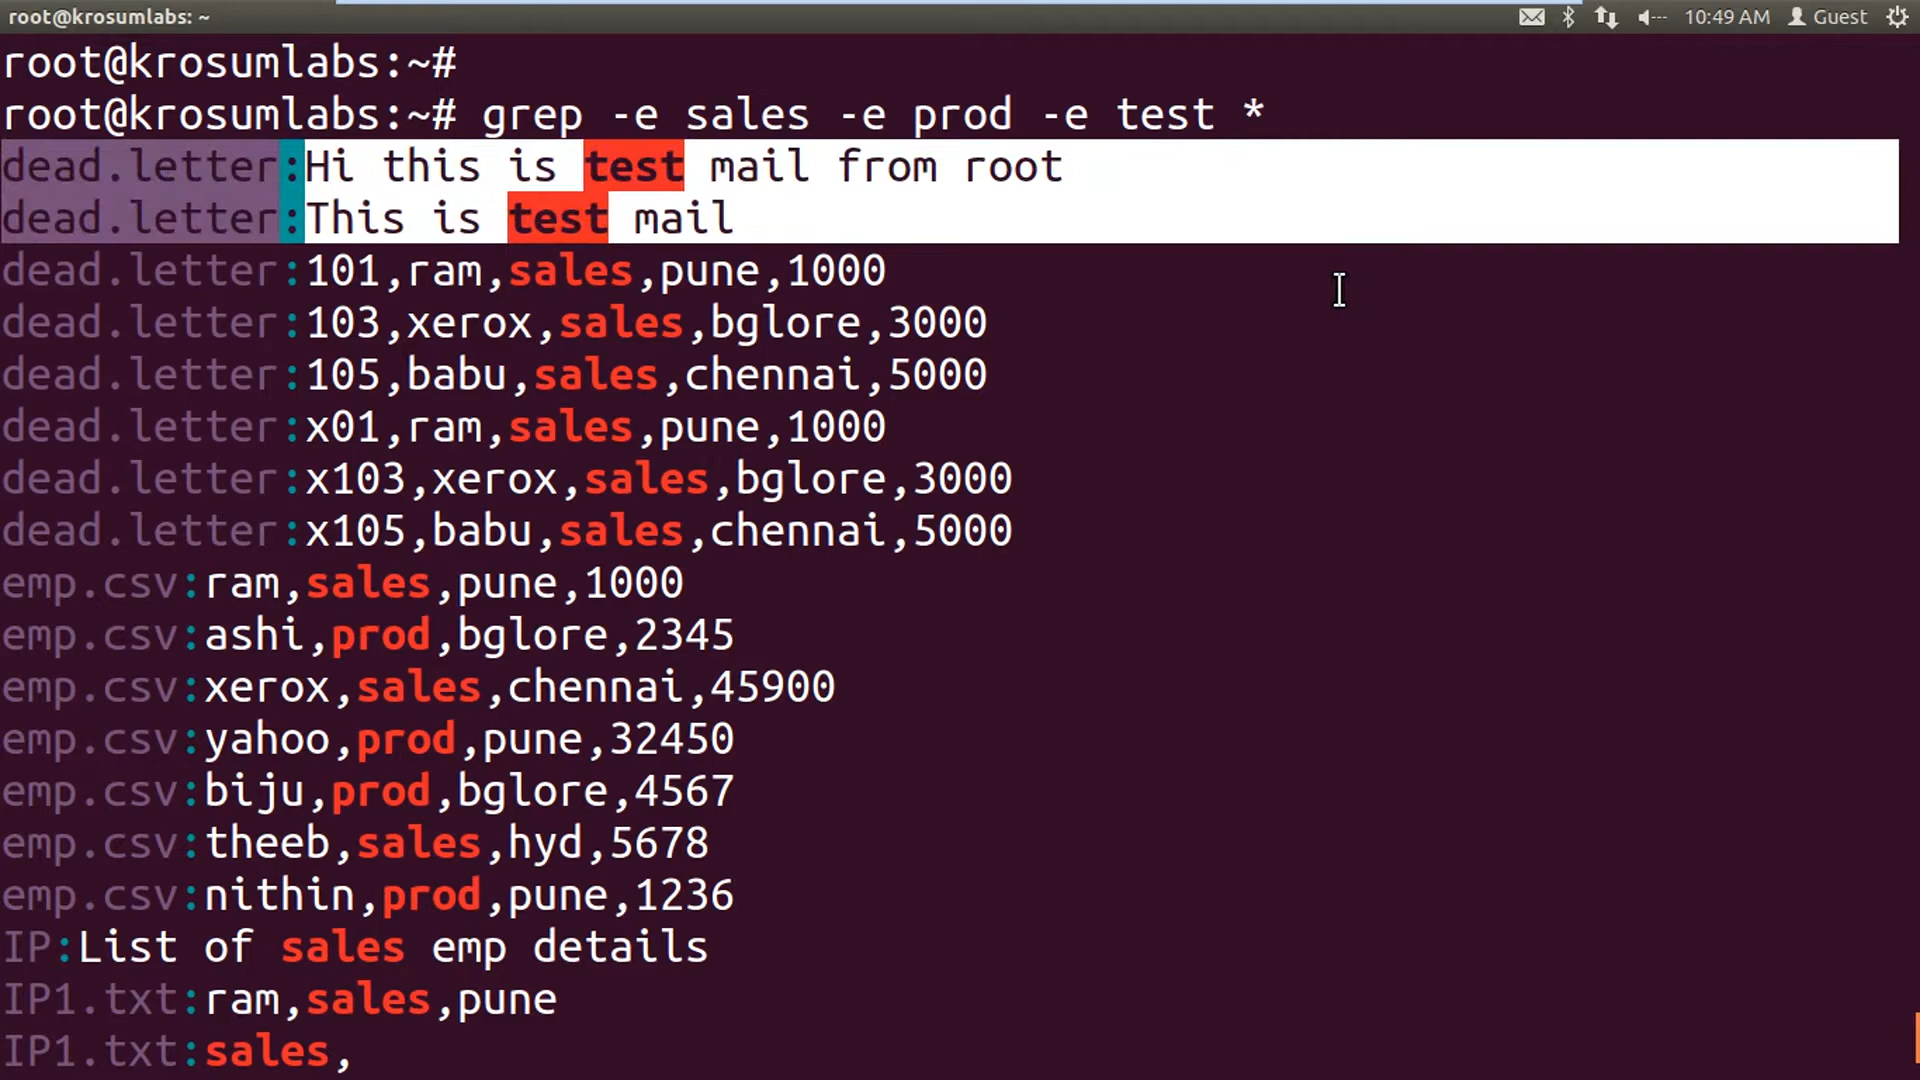 root@krosumlabs: ~
10:49 AM Guest
root@krosumlabs:~#
root@krosumlabs:~# grep -e sales -e prod -e test *
dead.letter:Hi this is test mail from root
dead.letter:This is test mail
dead.letter:101,ram,sales,pune,1000
dead.letter:103,xerox,sales,bglore,3000
dead.letter:105,babu,sales,chennai,5000
dead.letter:x01,ram,sales,pune,1000
dead.letter:x103,xerox,sales,bglore,3000
dead.letter:x105,babu,sales,chennai,5000
emp.csv:ram,sales,pune,1000
emp.csv:ashi,prod,bglore,2345
emp.csv:xerox,sales,chennai,45900
emp.csv:yahoo,prod,pune,32450
emp.csv:biju,prod,bglore,4567
emp.csv:theeb,sales,hyd,5678
emp.csv:nithin,prod,pune,1236
IP:List of sales emp details
IP1.txt:ram,sales,pune
IP1.txt:sales,